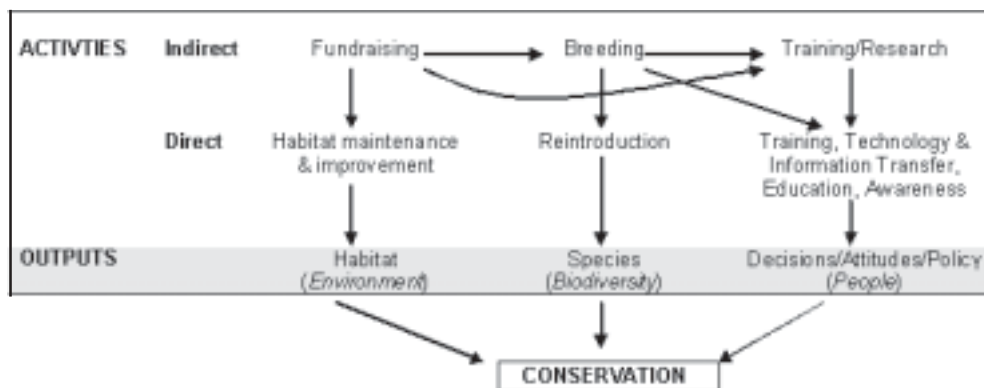 ACTIVTIES Indirect Fundraising Breeding Training/Research
Direct Habitat maintenance Reintroduction Training, Technology &
& improvement Information Transfer,
Education, Awareness
OUTPUTS Habitat Species Decisions/Attitudes/Policy
(Environment) (Biodiversity) (People)
CONSERVATION